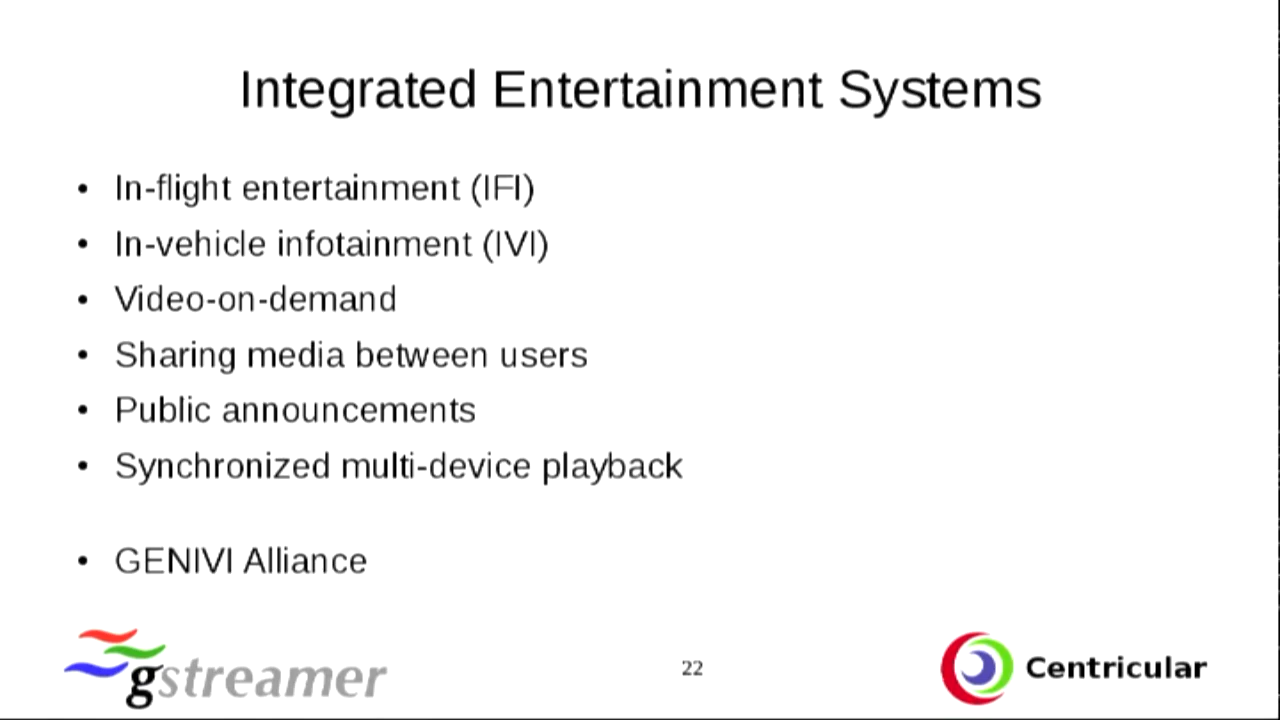 Integrated Entertainment Systems
• In-flight entertainment (IFI)
• In-vehicle infotainment (IVI)
• Video-on-demand
• Sharing media between users
• Public announcements
• Synchronized multi-device playback
• GENIVI Alliance
gstreamer
22
Centricular